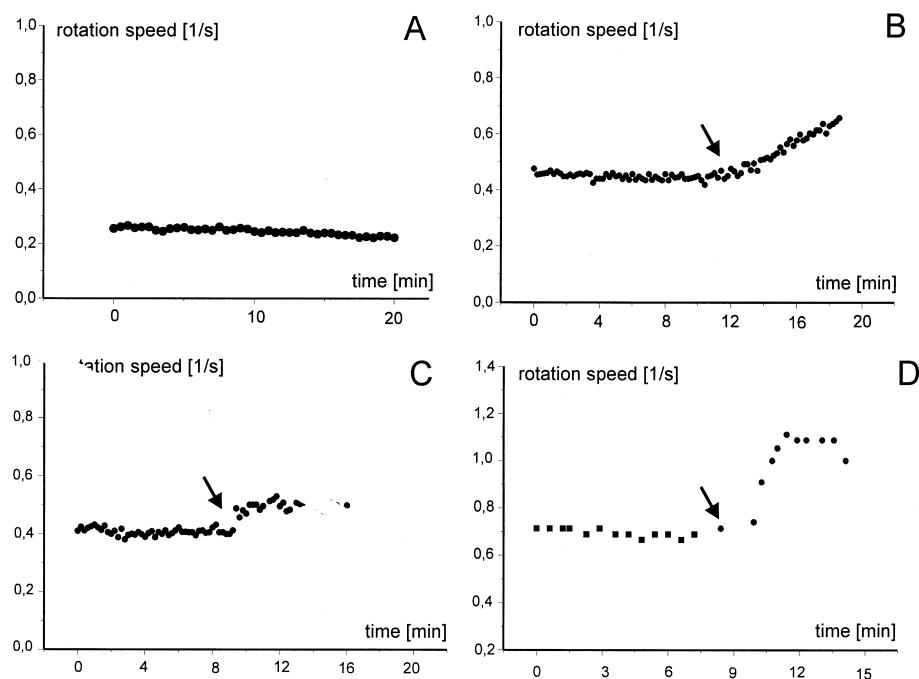 A
rotation speed [1/s]
1,0
0,8
0,6
0,4
0,2
0,0
time [min]
0 10 20
B
rotation speed [1/s]
1,0
0,8
0,6
0,4
0,2
0,0
time [min]
0 4 8 12 16 20
C
tation speed [1/s]
1,0
0,8
0,6
0,4
0,2
0,0
time [min]
0 4 8 12 16 20
D
rotation speed [1/s]
1,4
1,2
1,0
0,8
0,6
0,4
0,2
time [min]
0 3 6 9 12 15